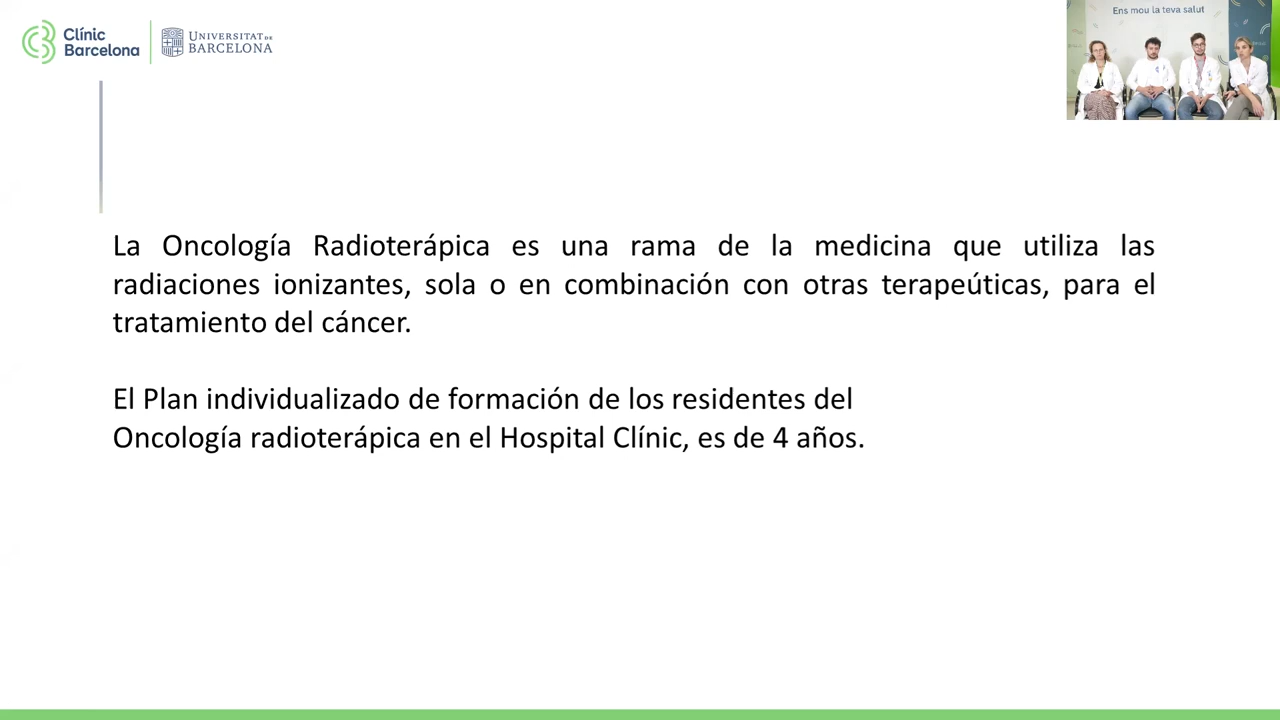 Clínic
Barcelona
UNIVERSITAT DE
BARCELONA
Ens mou la teva salut
La Oncología Radioterápica es una rama de la medicina que utiliza las
radiaciones ionizantes, sola o en combinación con otras terapeúticas, para el
tratamiento del cáncer.
El Plan individualizado de formación de los residentes del
Oncología radioterápica en el Hospital Clínic, es de 4 años.